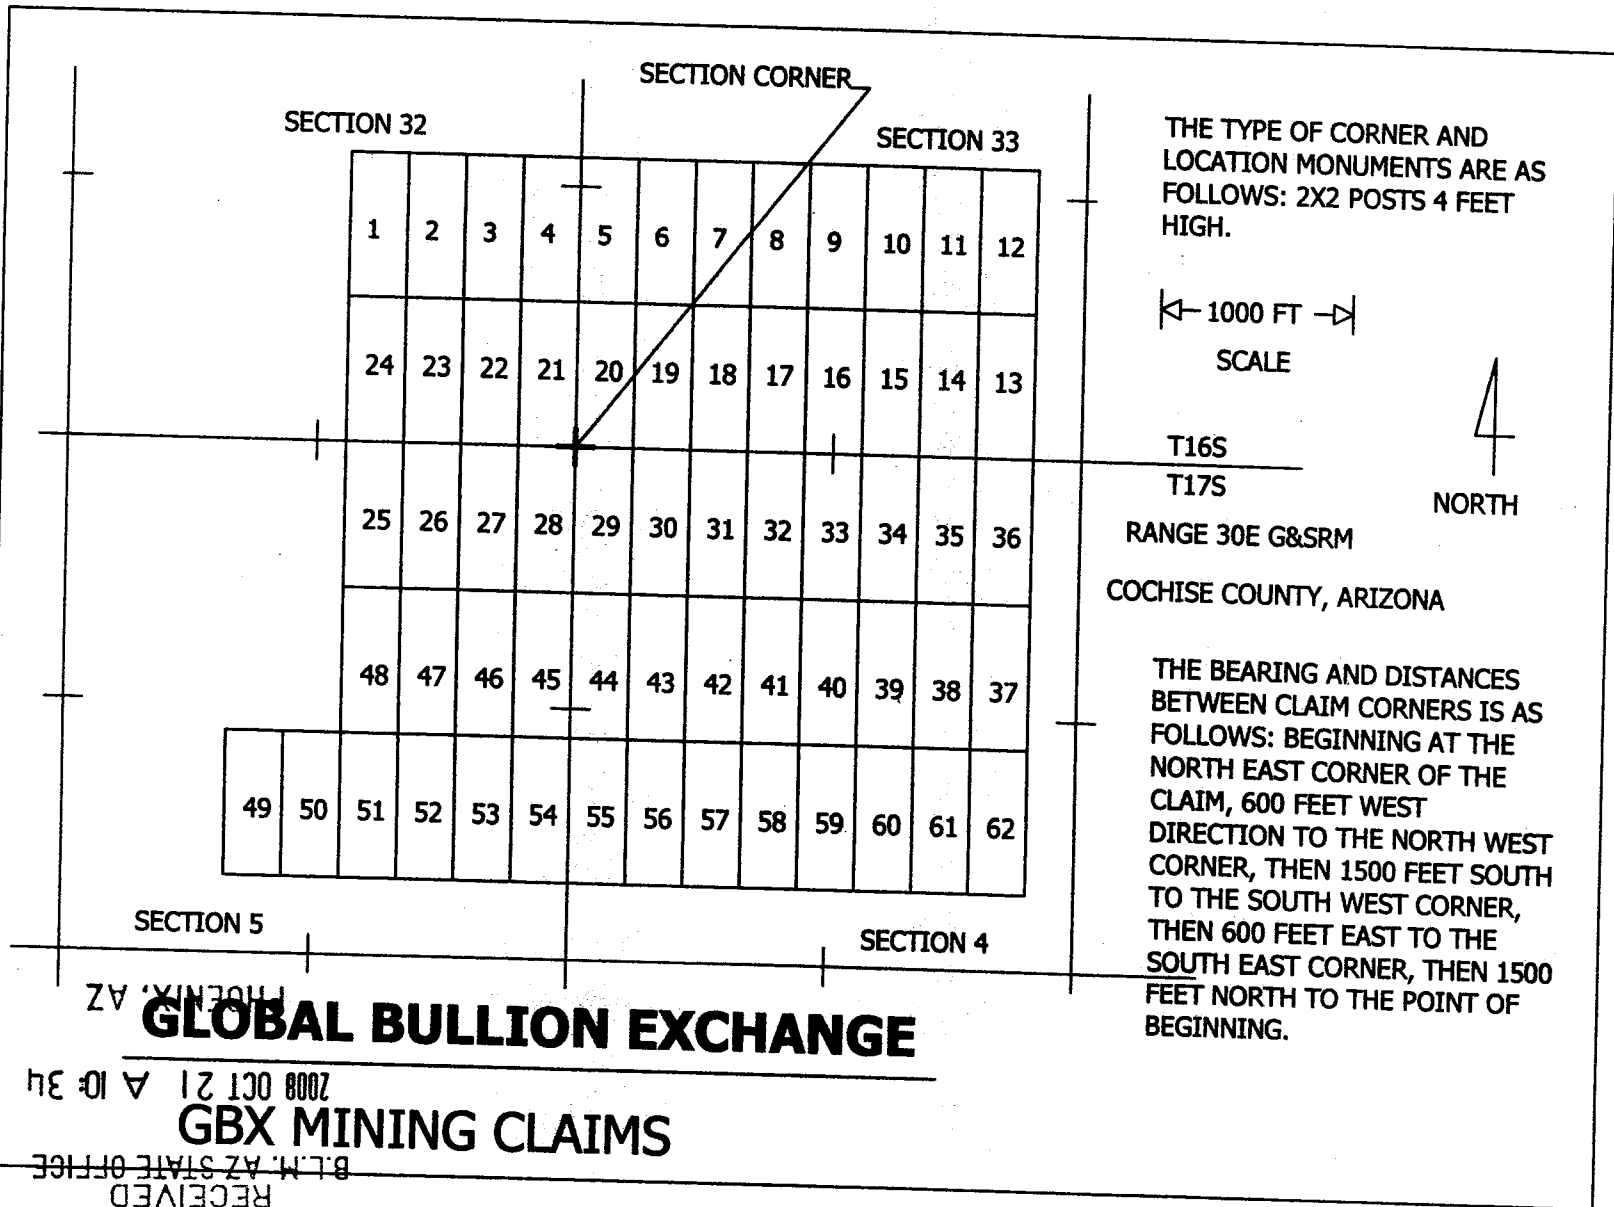 SECTION CORNER
SECTION 32
SECTION 33
1 2 3 4 5 6 7 8 9 10 11 12
24 23 22 21 20 19 18 17 16 15 14 13
25 26 27 28 29 30 31 32 33 34 35 36
48 47 46 45 44 43 42 41 40 39 38 37
49 50 51 52 53 54 55 56 57 58 59 60 61 62
SECTION 5
SECTION 4
THE TYPE OF CORNER AND
LOCATION MONUMENTS ARE AS
FOLLOWS: 2X2 POSTS 4 FEET
HIGH.
1000 FT
SCALE
T16S
T17S
NORTH
RANGE 30E G&SRM
COCHISE COUNTY, ARIZONA
THE BEARING AND DISTANCES
BETWEEN CLAIM CORNERS IS AS
FOLLOWS: BEGINNING AT THE
NORTH EAST CORNER OF THE
CLAIM, 600 FEET WEST
DIRECTION TO THE NORTH WEST
CORNER, THEN 1500 FEET SOUTH
TO THE SOUTH WEST CORNER,
THEN 600 FEET EAST TO THE
SOUTH EAST CORNER, THEN 1500
FEET NORTH TO THE POINT OF
BEGINNING.
GLOBAL BULLION EXCHANGE
GBX MINING CLAIMS
RECEIVED
B.L.M. AZ STATE OFFICE
2008 OCT 21 A 10:34
PHOENIX, AZ